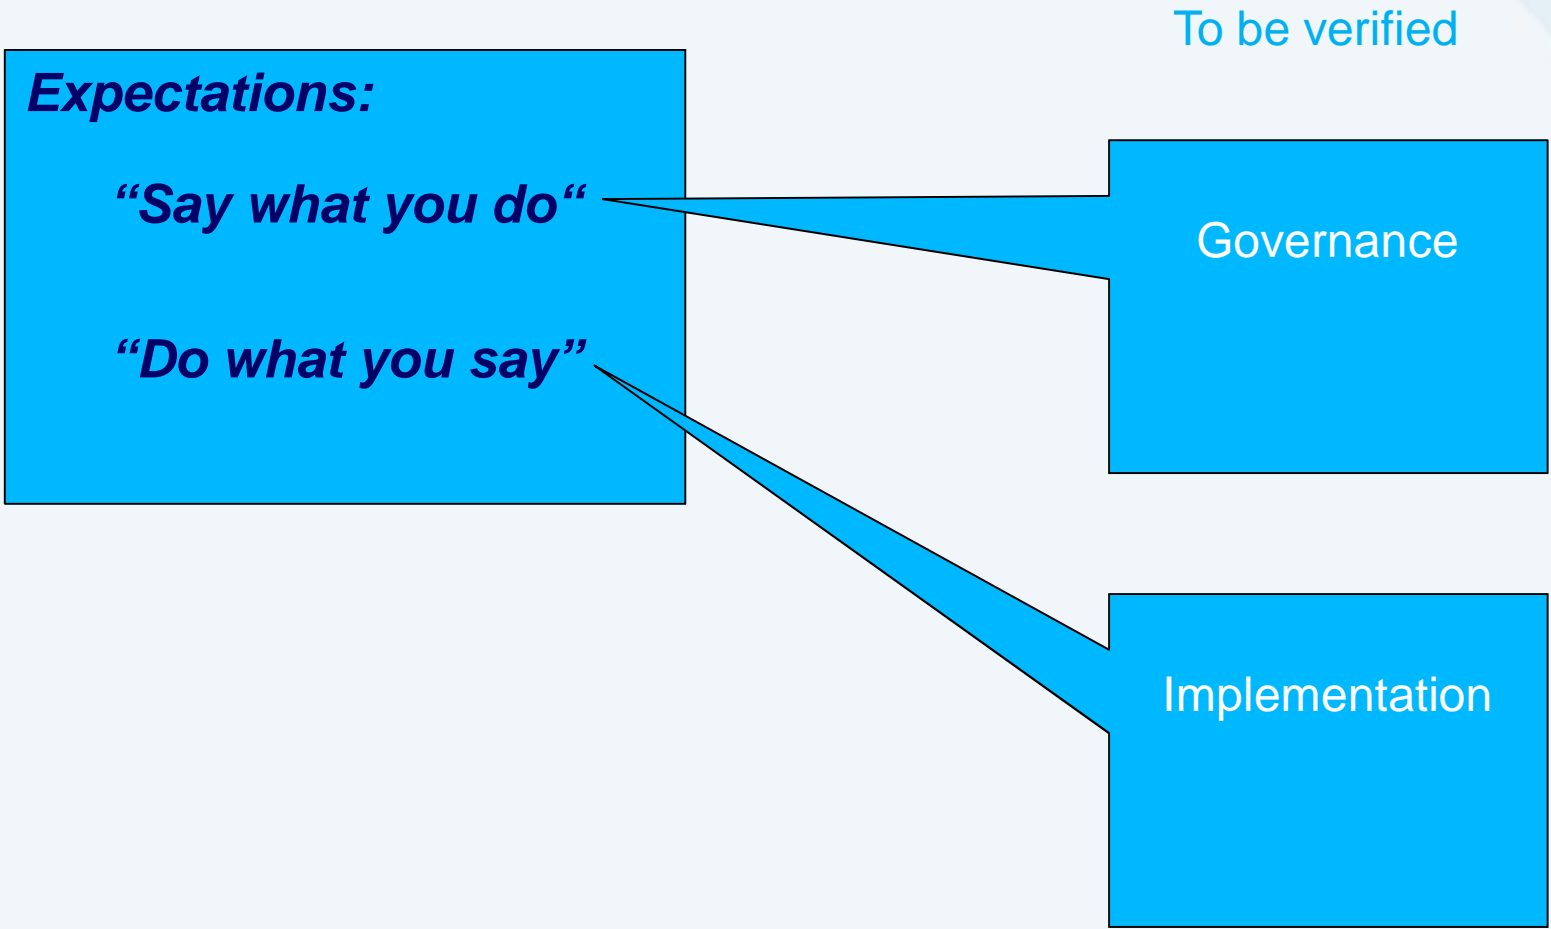 To be verified
Expectations:
“Say what you do“
Governance
“Do what you say”
Implementation